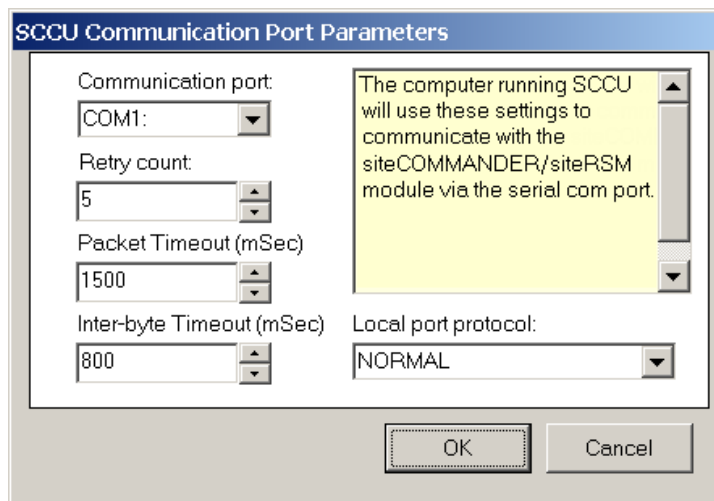 SCCU Communication Port Parameters
Communication port:
COM1:
Retry count:
5
Packet Timeout (mSec)
1500
Inter-byte Timeout (mSec)
800
The computer running SCCU
will use these settings to
communicate with the
siteCOMMANDER/siteRSM
module via the serial com port.
Local port protocol:
NORMAL
OK
Cancel